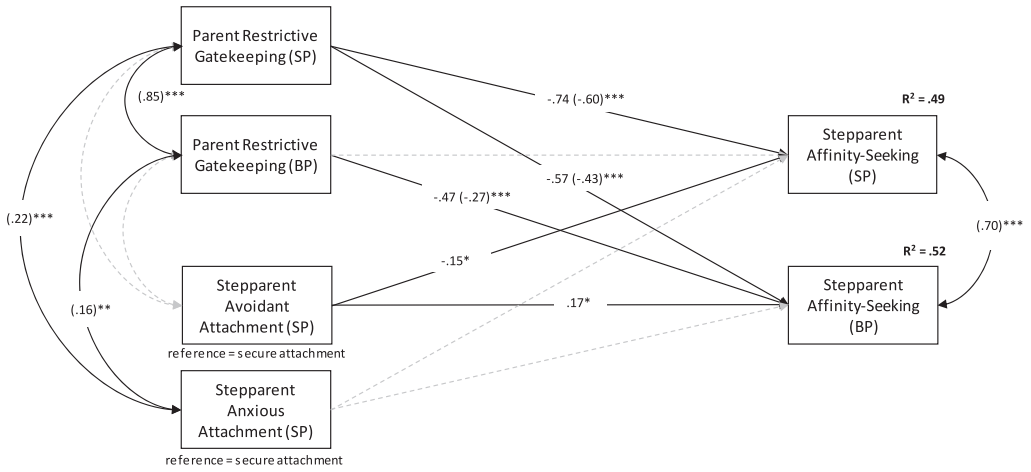 Parent Restrictive
Gatekeeping (SP)
(.85)***
-.74 (-.60)***
R² = .49
Parent Restrictive
Gatekeeping (BP)
Stepparent
Affinity-Seeking
(SP)
-.57 (-.43)***
-.47 (-.27)***
(.22)***
(.70)***
-.15*
R² = .52
Stepparent
Avoidant
Attachment (SP)
reference = secure attachment
.17*
Stepparent
Affinity-Seeking
(BP)
(.16)**
Stepparent
Anxious
Attachment (SP)
reference = secure attachment